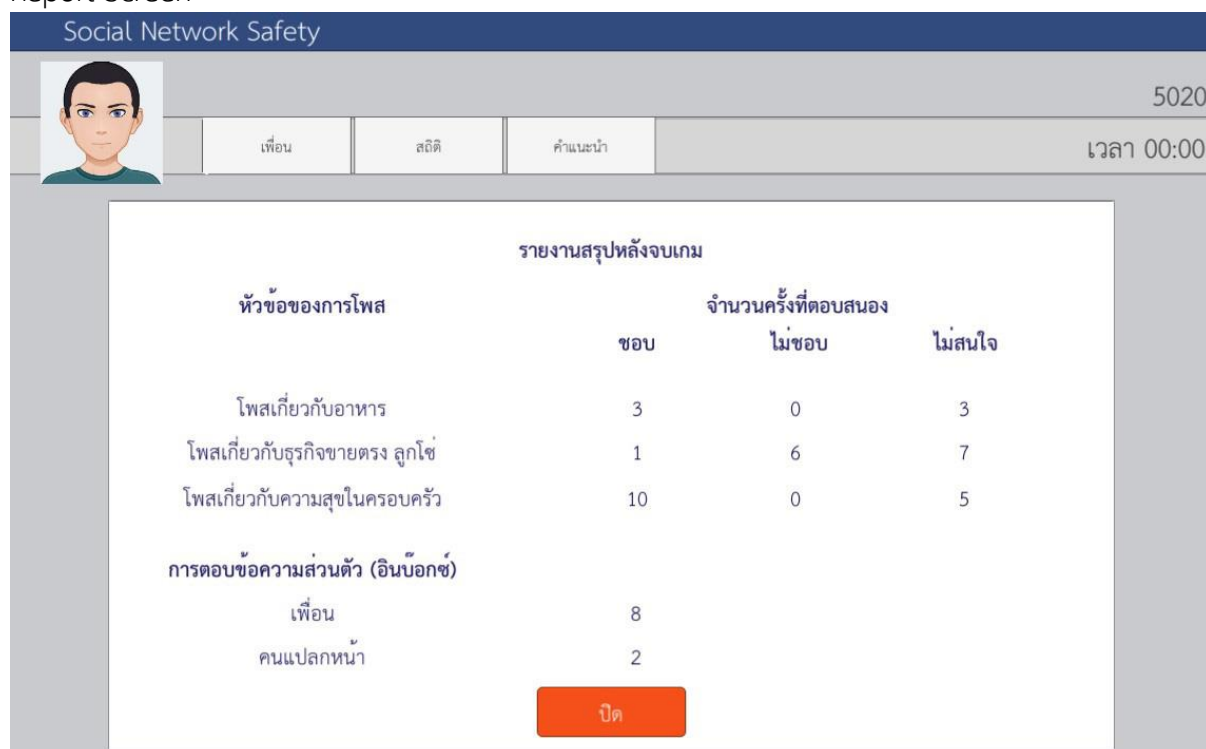 Report Screen
Social Network Safety
5020
เพื่อน สถิติ คำแนะนำ เวลา 00:00
รายงานสรุปหลังจบเกม
หัวข้อของการโพส จำนวนครั้งที่ตอบสนอง
ชอบ ไม่ชอบ ไม่สนใจ
โพสเกี่ยวกับอาหาร 3 0 3
โพสเกี่ยวกับธุรกิจขายตรง ลูกโซ่ 1 6 7
โพสเกี่ยวกับความสุขในครอบครัว 10 0 5
การตอบข้อความส่วนตัว (อินบ๊อกซ์)
เพื่อน 8
คนแปลกหน้า 2
ปิด